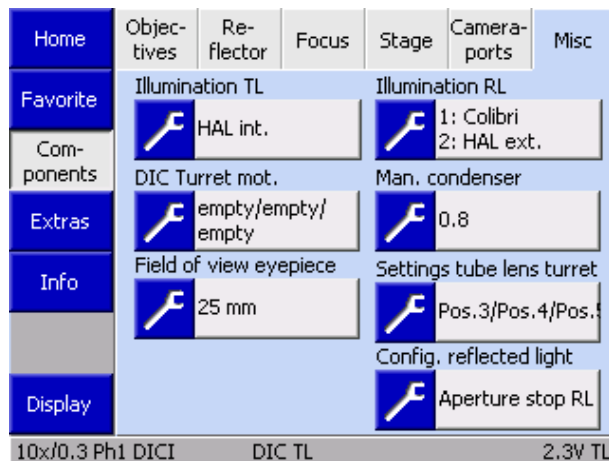 Home
Objec-
tives
Re-
flector
Focus
Stage
Camera-
ports
Misc
Favorite
Com-
ponents
Extras
Info
Display
Illumination TL
HAL int.
Illumination RL
1: Colibri
2: HAL ext.
DIC Turret mot.
empty/empty/
empty
Man. condenser
0.8
Field of view eyepiece
25 mm
Settings tube lens turret
Pos.3/Pos.4/Pos.5
Config. reflected light
Aperture stop RL
10x/0.3 Ph1 DICI DIC TL 2.3V TL